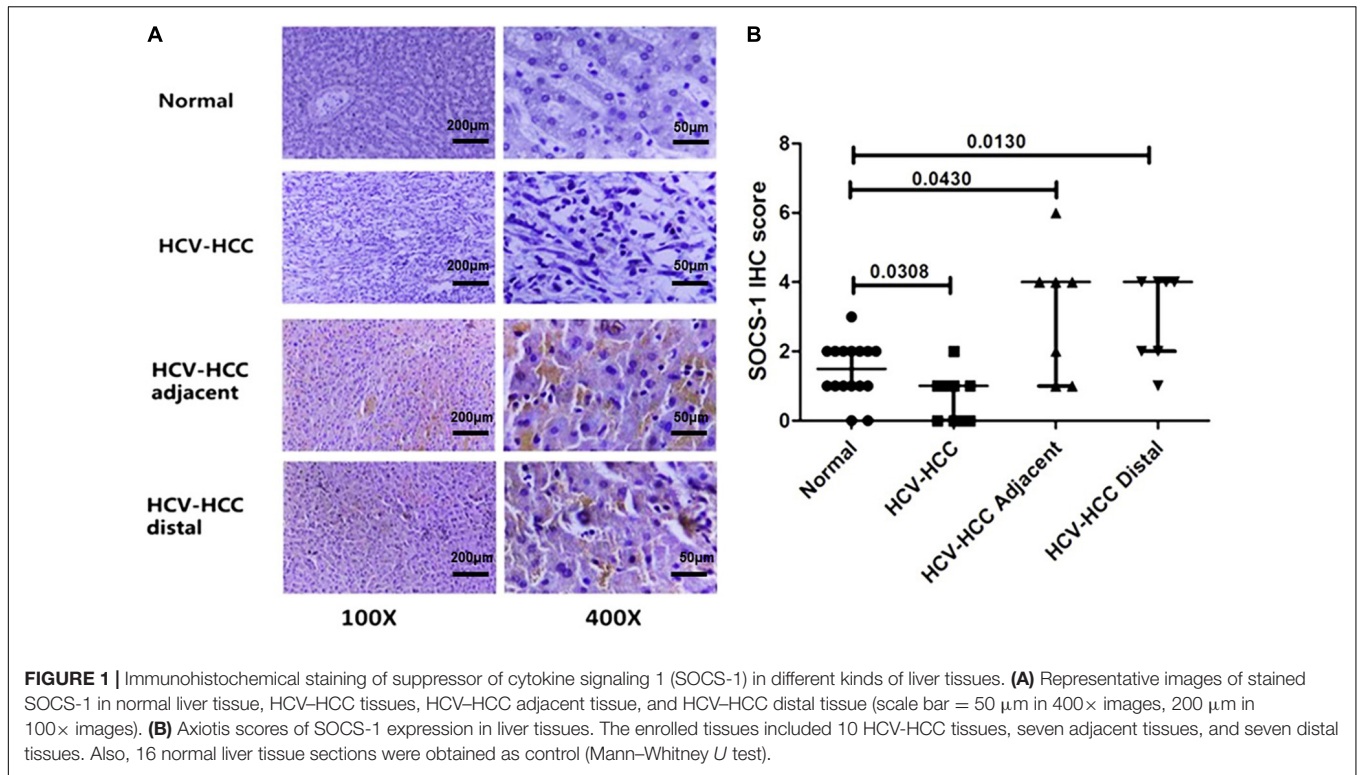 A
B
Normal
200µm
50µm
HCV-HCC
200µm
50µm
HCV-HCC
adjacent
200µm
50µm
HCV-HCC
distal
200µm
50µm
100X
400X
SOCS-1 IHC score
8
6
4
2
0
0.0130
0.0430
0.0308
Normal
HCV-HCC
HCV-HCC Adjacent
HCV-HCC Distal
FIGURE 1 | Immunohistochemical staining of suppressor of cytokine signaling 1 (SOCS-1) in different kinds of liver tissues. (A) Representative images of stained
SOCS-1 in normal liver tissue, HCV–HCC tissues, HCV–HCC adjacent tissue, and HCV–HCC distal tissue (scale bar = 50 µm in 400× images, 200 µm in
100× images). (B) Axiotis scores of SOCS-1 expression in liver tissues. The enrolled tissues included 10 HCV-HCC tissues, seven adjacent tissues, and seven distal
tissues. Also, 16 normal liver tissue sections were obtained as control (Mann–Whitney U test).